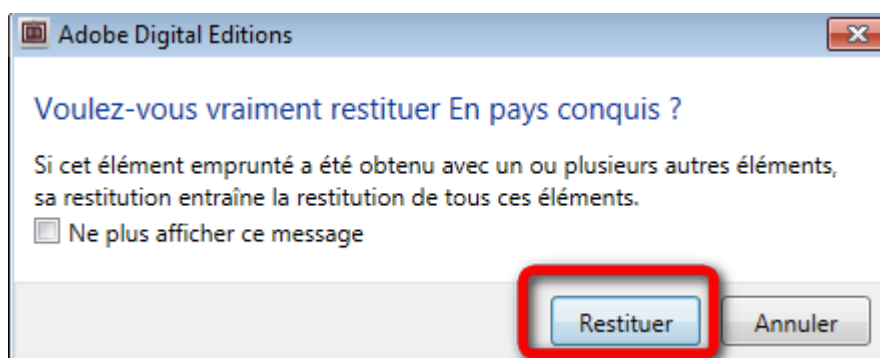 Adobe Digital Editions
Voulez-vous vraiment restituer En pays conquis ?
Si cet élément emprunté a été obtenu avec un ou plusieurs autres éléments,
sa restitution entraîne la restitution de tous ces éléments.
Ne plus afficher ce message
Restituer
Annuler